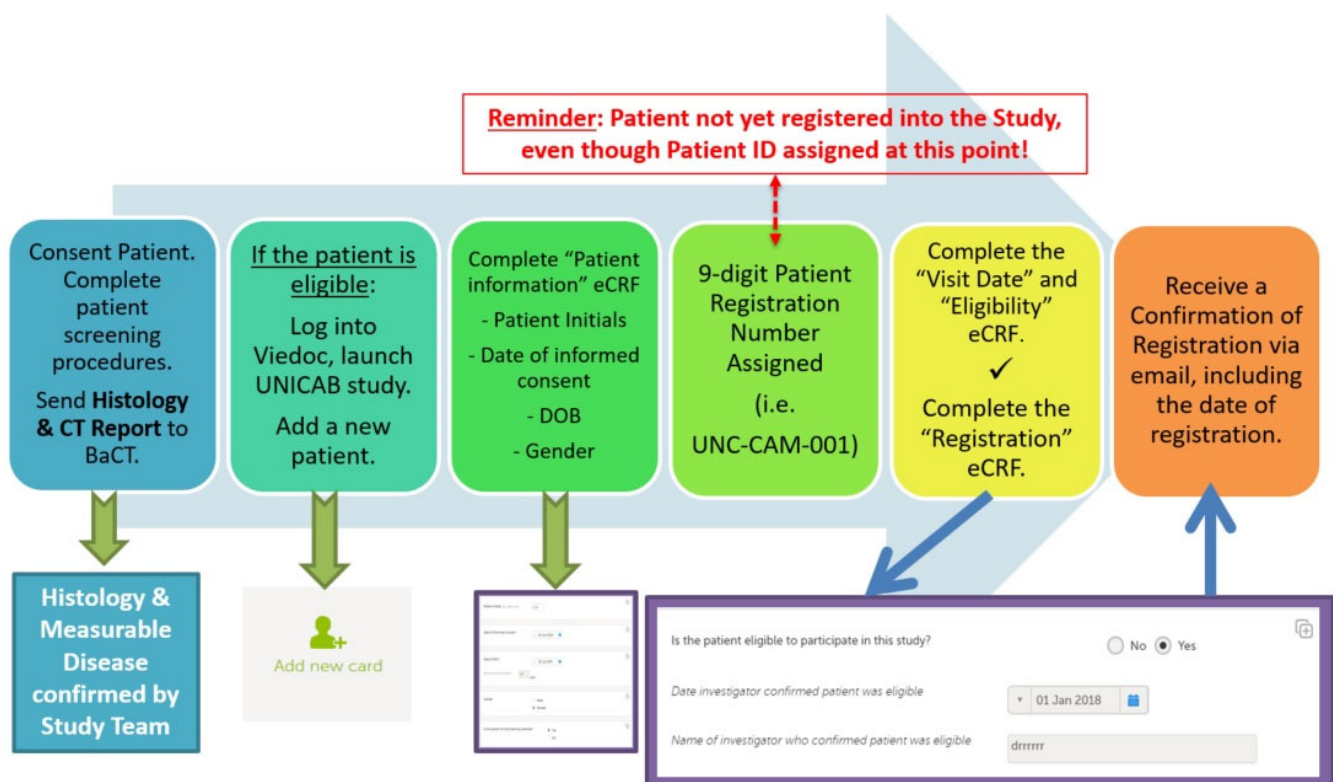 Reminder: Patient not yet registered into the Study,
even though Patient ID assigned at this point!
Consent Patient.
Complete
patient
screening
procedures.
Send Histology
& CT Report to
BaCT.
If the patient is
eligible:
Log into
Viedoc, launch
UNICAB study.
Add a new
patient.
Complete “Patient
information” eCRF
- Patient Initials
- Date of informed
consent
- DOB
- Gender
9-digit Patient
Registration
Number
Assigned
(i.e.
UNC-CAM-001)
Complete the
“Visit Date” and
“Eligibility”
eCRF.
✓
Complete the
“Registration”
eCRF.
Receive a
Confirmation of
Registration via
email, including
the date of
registration.
Histology &
Measurable
Disease
confirmed by
Study Team
Add new card
Is the patient eligible to participate in this study? No Yes
Date investigator confirmed patient was eligible 01 Jan 2018
Name of investigator who confirmed patient was eligible drrrrrr